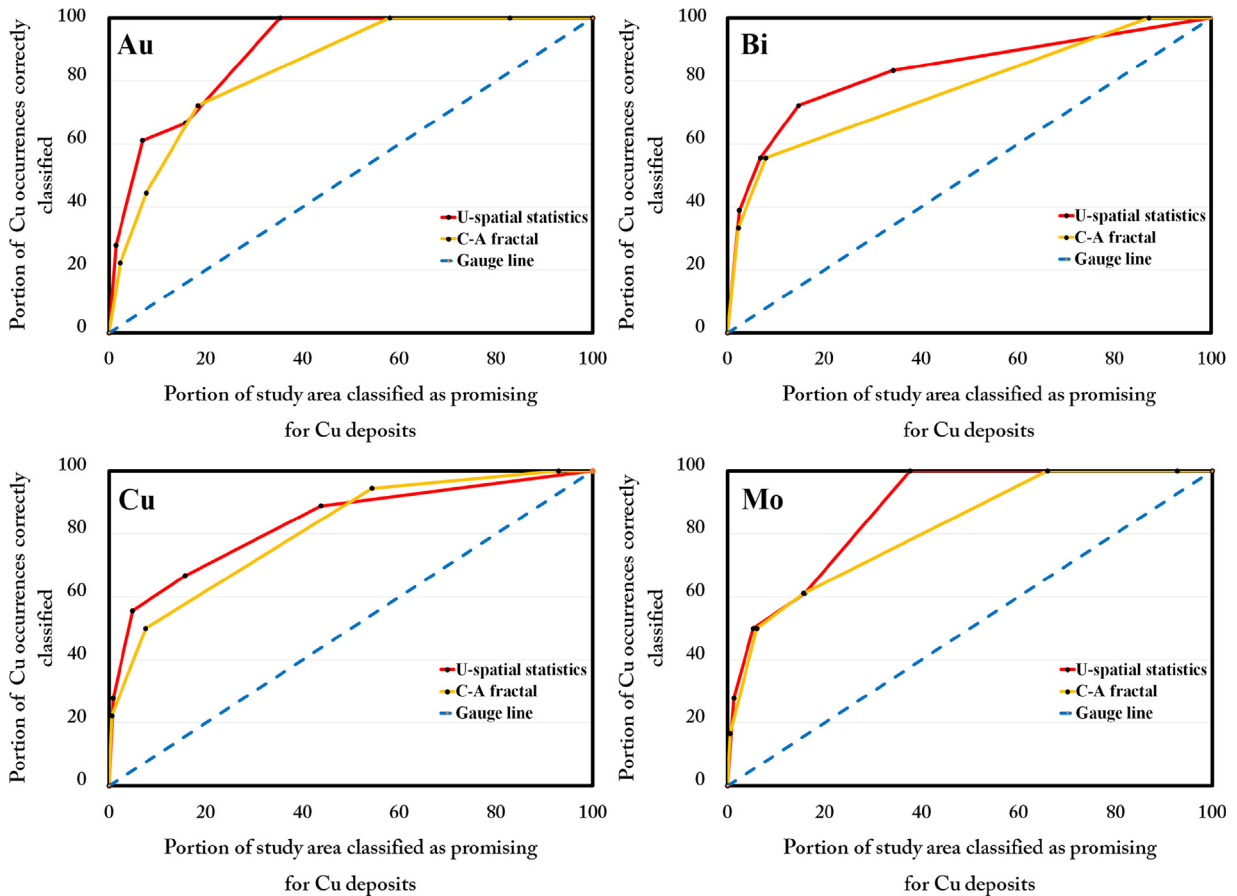 Au
Portion of Cu occurrences correctly
classified
100
80
60
40
20
0
U-spatial statistics
C-A fractal
Gauge line
0 20 40 60 80 100
Portion of study area classified as promising
for Cu deposits
Bi
Portion of Cu occurrences correctly
classified
100
80
60
40
20
0
U-spatial statistics
C-A fractal
Gauge line
0 20 40 60 80 100
Portion of study area classified as promising
for Cu deposits
Cu
Portion of Cu occurrences correctly
classified
100
80
60
40
20
0
U-spatial statistics
C-A fractal
Gauge line
0 20 40 60 80 100
Portion of study area classified as promising
for Cu deposits
Mo
Portion of Cu occurrences correctly
classified
100
80
60
40
20
0
U-spatial statistics
C-A fractal
Gauge line
0 20 40 60 80 100
Portion of study area classified as promising
for Cu deposits